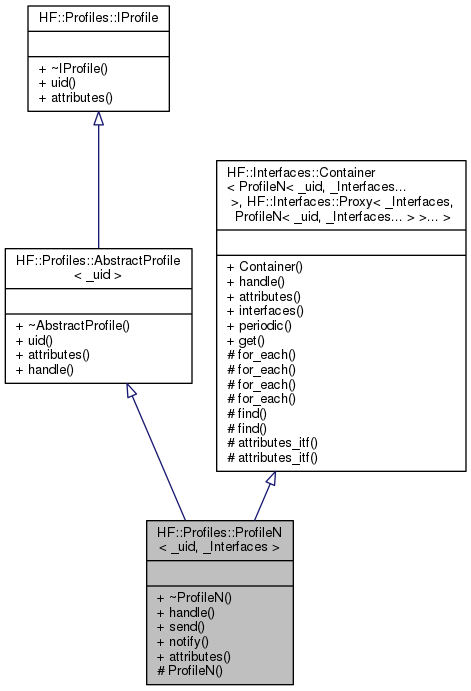 HF::Profiles::IProfile
+ ~IProfile()
+ uid()
+ attributes()
HF::Interfaces::Container
< ProfileN< _uid, _Interfaces...
>, HF::Interfaces::Proxy< _Interfaces,
ProfileN< _uid, _Interfaces... > >... >
+ Container()
+ handle()
+ attributes()
+ interfaces()
+ periodic()
+ get()
# for_each()
# for_each()
# for_each()
# for_each()
# find()
# find()
# attributes_itf()
# attributes_itf()
HF::Profiles::AbstractProfile
< _uid >
+ ~AbstractProfile()
+ uid()
+ attributes()
+ handle()
HF::Profiles::ProfileN
< _uid, _Interfaces >
+ ~ProfileN()
+ handle()
+ send()
+ notify()
+ attributes()
# ProfileN()